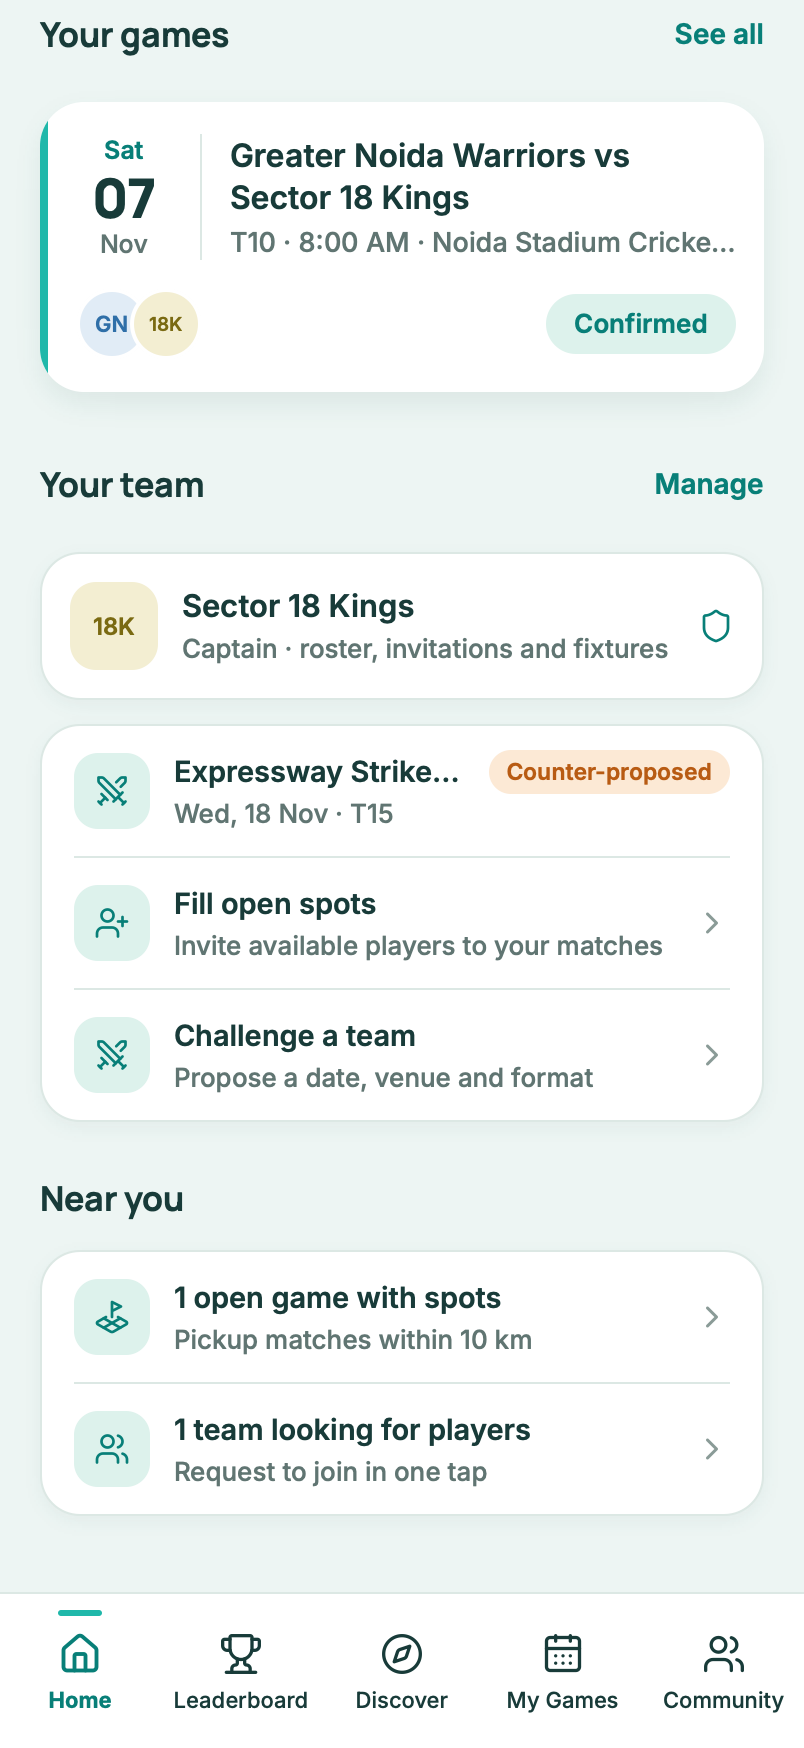 Your games
See all
Sat
07
Nov
Greater Noida Warriors vs
Sector 18 Kings
T10 · 8:00 AM · Noida Stadium Cricke...
GN
18K
Confirmed
Your team
Manage
18K
Sector 18 Kings
Captain · roster, invitations and fixtures
Expressway Strike...
Counter-proposed
Wed, 18 Nov · T15
Fill open spots
Invite available players to your matches
Challenge a team
Propose a date, venue and format
Near you
1 open game with spots
Pickup matches within 10 km
1 team looking for players
Request to join in one tap
Home
Leaderboard
Discover
My Games
Community